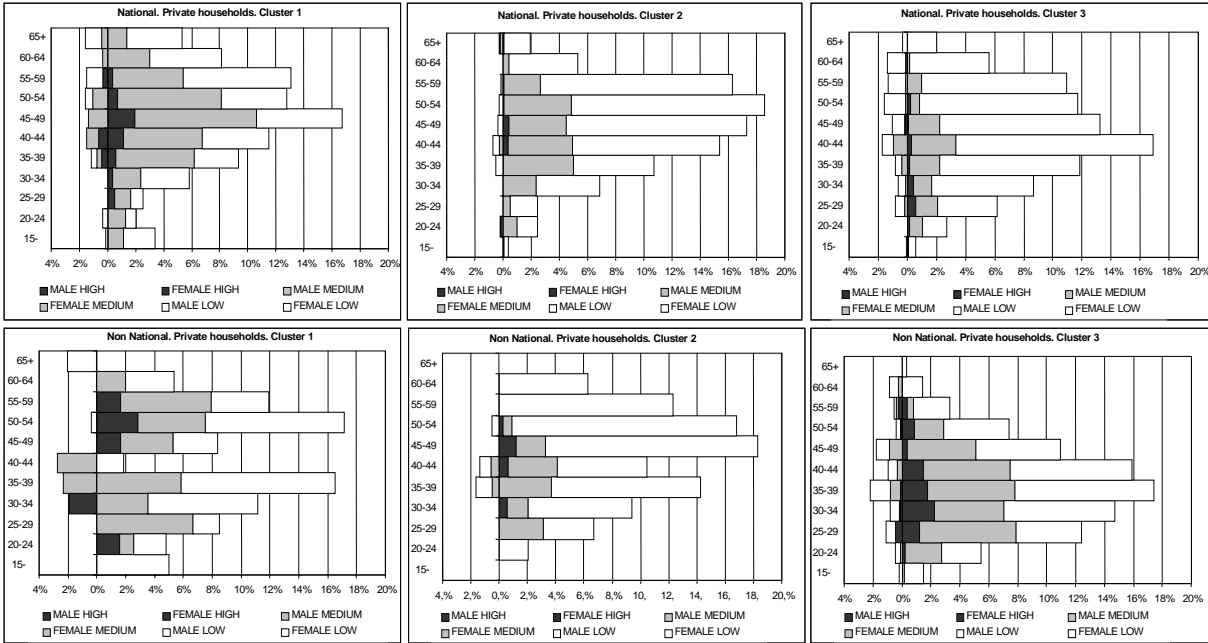 National. Private households. Cluster 1
65+
60-64
55-59
50-54
45-49
40-44
35-39
30-34
25-29
20-24
15-
4% 2% 0% 2% 4% 6% 8% 10% 12% 14% 16% 18% 20%
MALE HIGH FEMALE HIGH MALE MEDIUM
FEMALE MEDIUM MALE LOW FEMALE LOW
National. Private households. Cluster 2
65+
60-64
55-59
50-54
45-49
40-44
35-39
30-34
25-29
20-24
15-
4% 2% 0% 2% 4% 6% 8% 10% 12% 14% 16% 18% 20%
MALE HIGH FEMALE HIGH MALE MEDIUM
FEMALE MEDIUM MALE LOW FEMALE LOW
National. Private households. Cluster 3
65+
60-64
55-59
50-54
45-49
40-44
35-39
30-34
25-29
20-24
15-
4% 2% 0% 2% 4% 6% 8% 10% 12% 14% 16% 18% 20%
MALE HIGH FEMALE HIGH MALE MEDIUM
FEMALE MEDIUM MALE LOW FEMALE LOW
Non National. Private households. Cluster 1
65+
60-64
55-59
50-54
45-49
40-44
35-39
30-34
25-29
20-24
15-
4% 2% 0% 2% 4% 6% 8% 10% 12% 14% 16% 18% 20%
MALE HIGH FEMALE HIGH MALE MEDIUM
FEMALE MEDIUM MALE LOW FEMALE LOW
Non National. Private households. Cluster 2
65+
60-64
55-59
50-54
45-49
40-44
35-39
30-34
25-29
20-24
15-
4% 2% 0,% 2,% 4,% 6,% 8,% 10,% 12,% 14,% 16,% 18,% 20,%
MALE HIGH FEMALE HIGH MALE MEDIUM
FEMALE MEDIUM MALE LOW FEMALE LOW
Non National. Private households. Cluster 3
65+
60-64
55-59
50-54
45-49
40-44
35-39
30-34
25-29
20-24
15-
4% 2% 0% 2% 4% 6% 8% 10% 12% 14% 16% 18% 20%
MALE HIGH FEMALE HIGH MALE MEDIUM
FEMALE MEDIUM MALE LOW FEMALE LOW